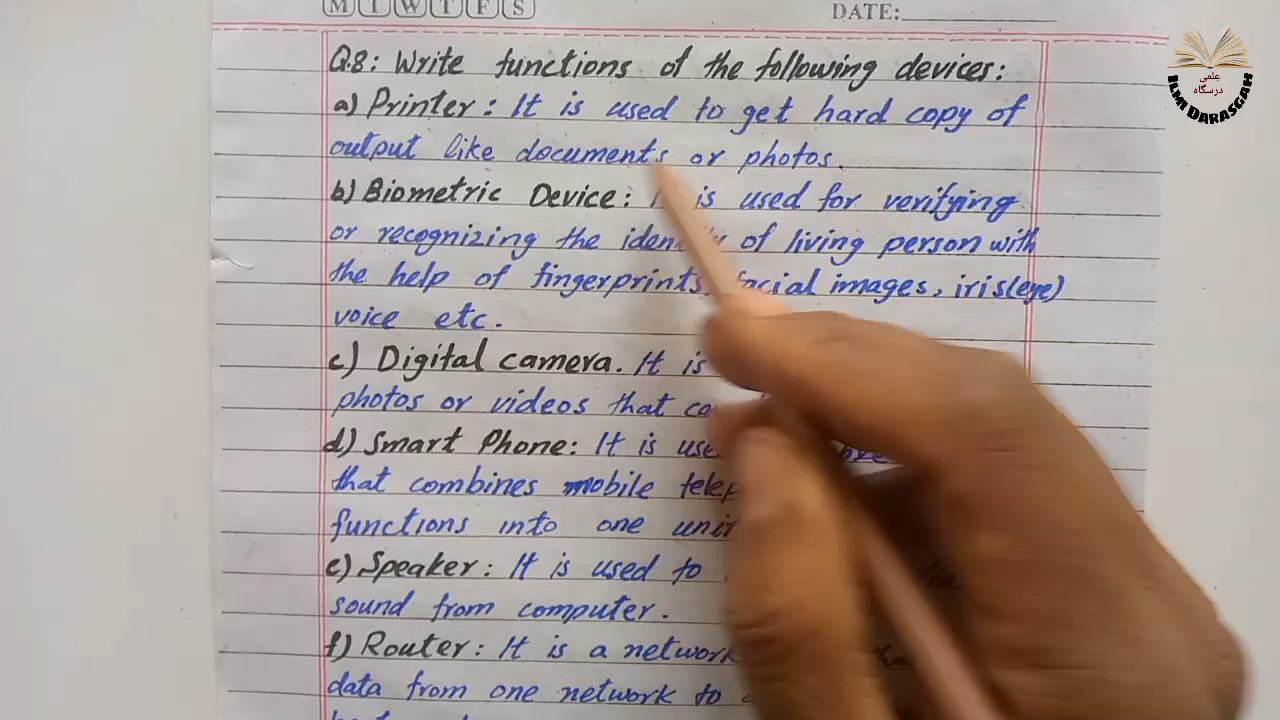 M T W T F S
DATE:
علمی
درسگاہ
ILMI DARASGAH
Q.8: Write functions of the following devices:
a) Printer: It is used to get hard copy of
output like documents or photos.
b) Biometric Device: It is used for verifying
or recognizing the identity of living person with
the help of fingerprints, facial images, iris(eye)
voice etc.
c) Digital camera. It is
photos or videos that
d) Smart Phone: It is
that combines mobile
functions into one unit
e) Speaker: It is used to
sound from computer.
f) Router: It is a network
data from one network to